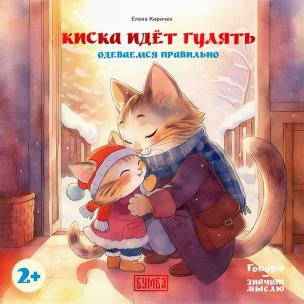 Елена Киричек
КИСКА ИДЁТ ГУЛЯТЬ
ОДЕВАЕМСЯ ПРАВИЛЬНО
Говорю –
значит
мыслю
2+
БУМБА